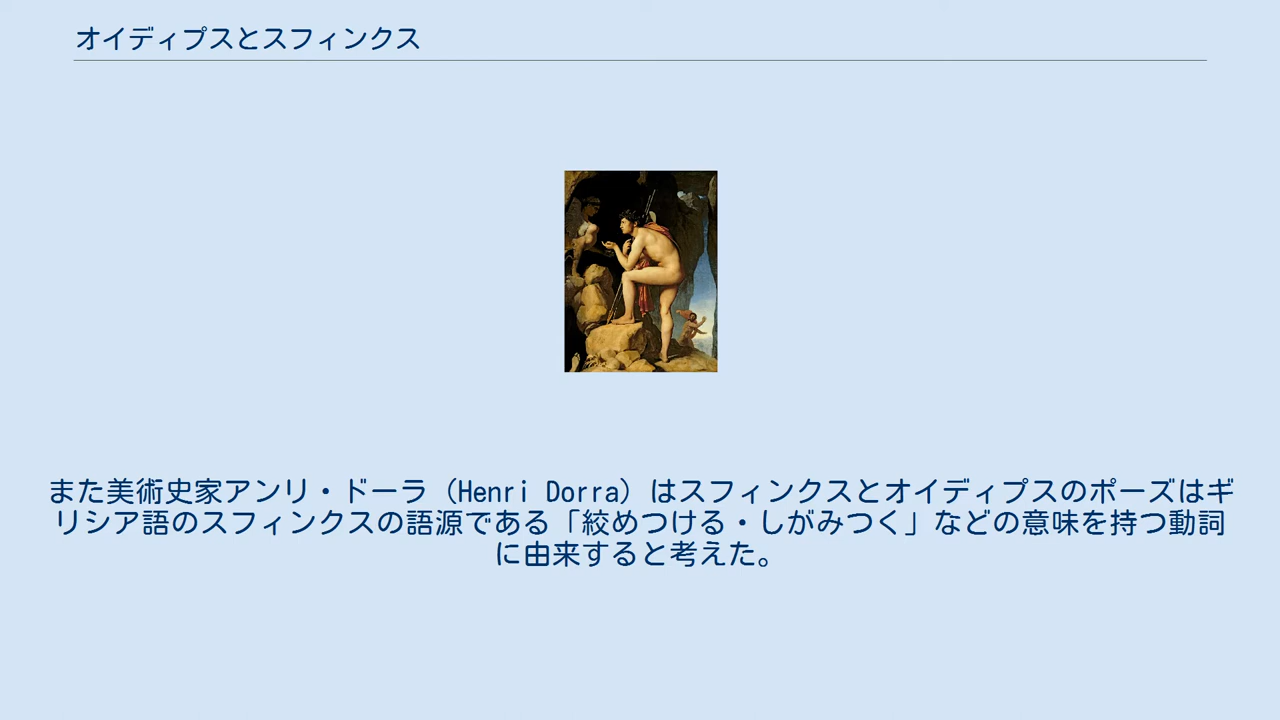 オイディプスとスフィンクス
また美術史家アンリ・ドーラ（Henri Dorra）はスフィンクスとオイディプスのポーズはギ
リシア語のスフィンクスの語源である「絞めつける・しがみつく」などの意味を持つ動詞
に由来すると考えた。